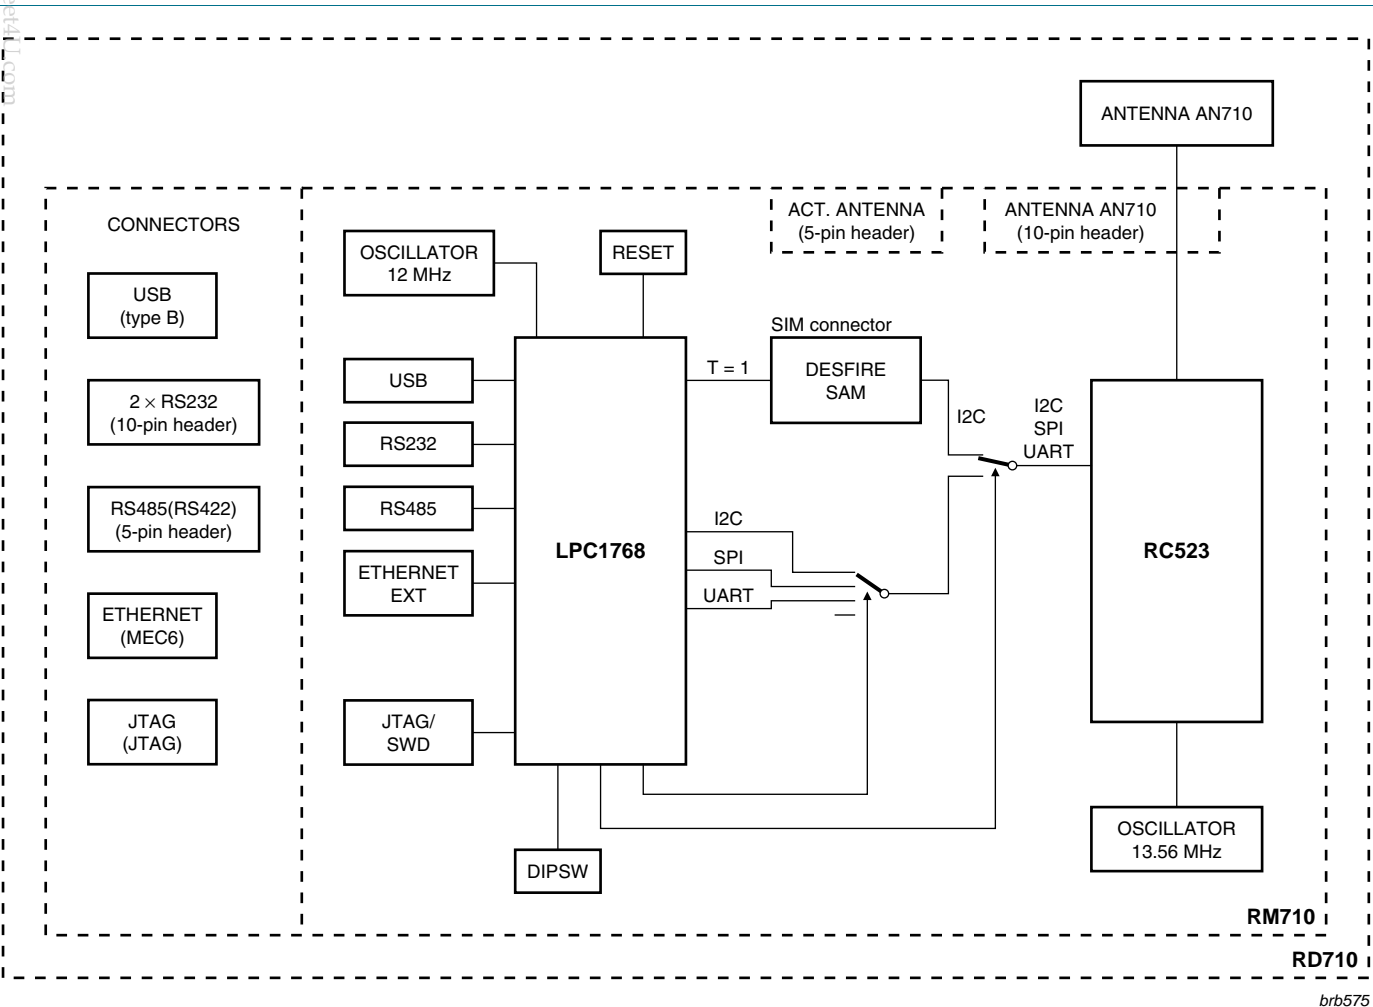 eet4U.com
ANTENNA AN710
CONNECTORS
USB
(type B)
2 × RS232
(10-pin header)
RS485(RS422)
(5-pin header)
ETHERNET
(MEC6)
JTAG
(JTAG)
OSCILLATOR
12 MHz
RESET
ACT. ANTENNA
(5-pin header)
ANTENNA AN710
(10-pin header)
USB
RS232
RS485
ETHERNET
EXT
JTAG/
SWD
LPC1768
DIPSW
T = 1
SIM connector
DESFIRE
SAM
I2C
I2C
SPI
UART
I2C
SPI
UART
RC523
OSCILLATOR
13.56 MHz
RM710
RD710
brb575